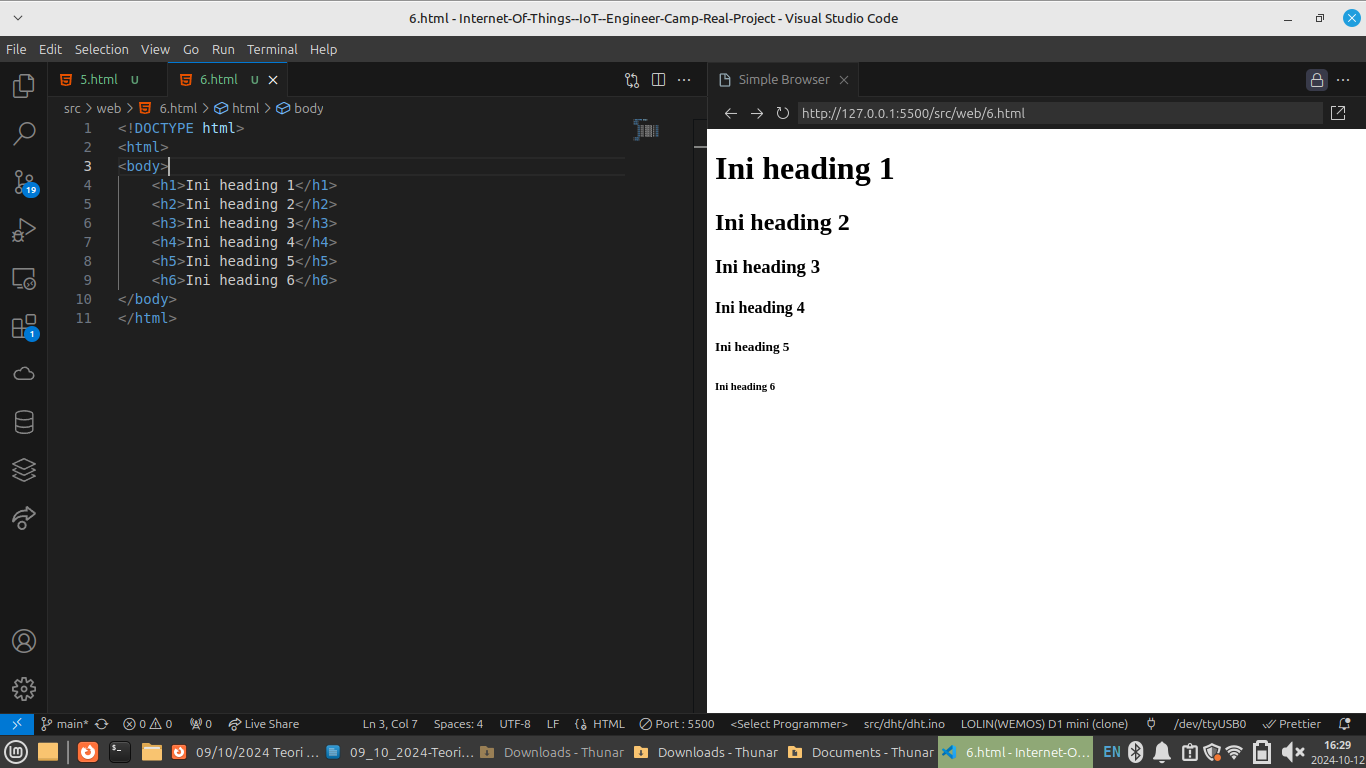 6.html - Internet-Of-Things--IoT--Engineer-Camp-Real-Project - Visual Studio Code
File Edit Selection View Go Run Terminal Help
5.html U 6.html U
Simple Browser
src > web > 6.html > html > body
http://127.0.0.1:5500/src/web/6.html
1 <!DOCTYPE html>
2 <html>
3 <body>
4 <h1>Ini heading 1</h1>
5 <h2>Ini heading 2</h2>
6 <h3>Ini heading 3</h3>
7 <h4>Ini heading 4</h4>
8 <h5>Ini heading 5</h5>
9 <h6>Ini heading 6</h6>
10 </body>
11 </html>
Ini heading 1
Ini heading 2
Ini heading 3
Ini heading 4
Ini heading 5
Ini heading 6
19
1
main* 0 0 0 Live Share Ln 3, Col 7 Spaces: 4 UTF-8 LF HTML Port : 5500 <Select Programmer> src/dht/dht.ino LOLIN(WEMOS) D1 mini (clone) /dev/ttyUSB0 Prettier
09/10/2024 Teori ... 09_10_2024-Teori... Downloads - Thunar Downloads - Thunar Documents - Thunar 6.html - Internet-O... EN 16:29
2024-10-12